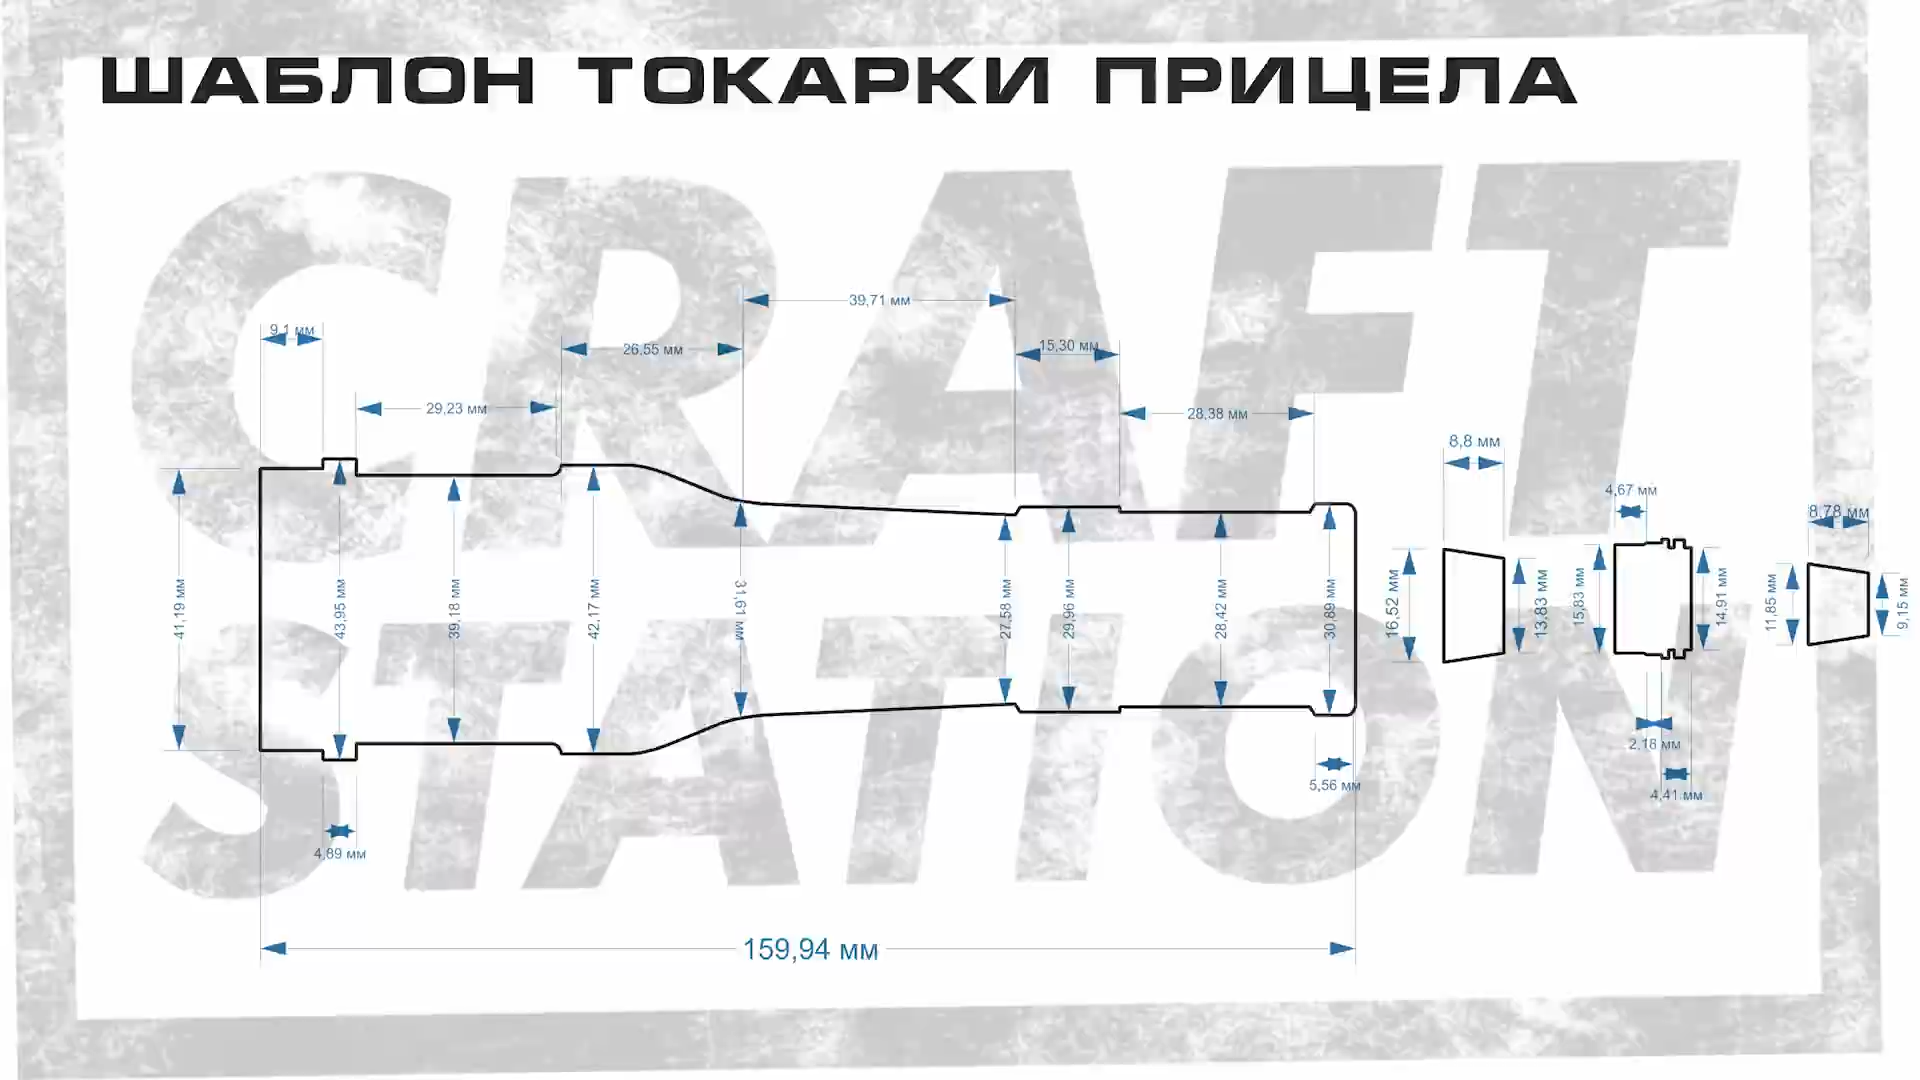 ШАБЛОН ТОКАРКИ ПРИЦЕЛА
CRAFT
STATION
39,71 мм
9,1 мм
26,55 мм
15,30 мм
29,23 мм
28,38 мм
8,8 мм
4,67 мм
8,78 мм
41,19 мм
43,95 мм
39,18 мм
42,17 мм
31,61 мм
27,58 мм
29,96 мм
28,42 мм
30,89 мм
16,52 мм
13,83 мм
15,83 мм
14,91 мм
11,85 мм
9,15 мм
2,18 мм
5,56 мм
4,41 мм
4,89 мм
159,94 мм